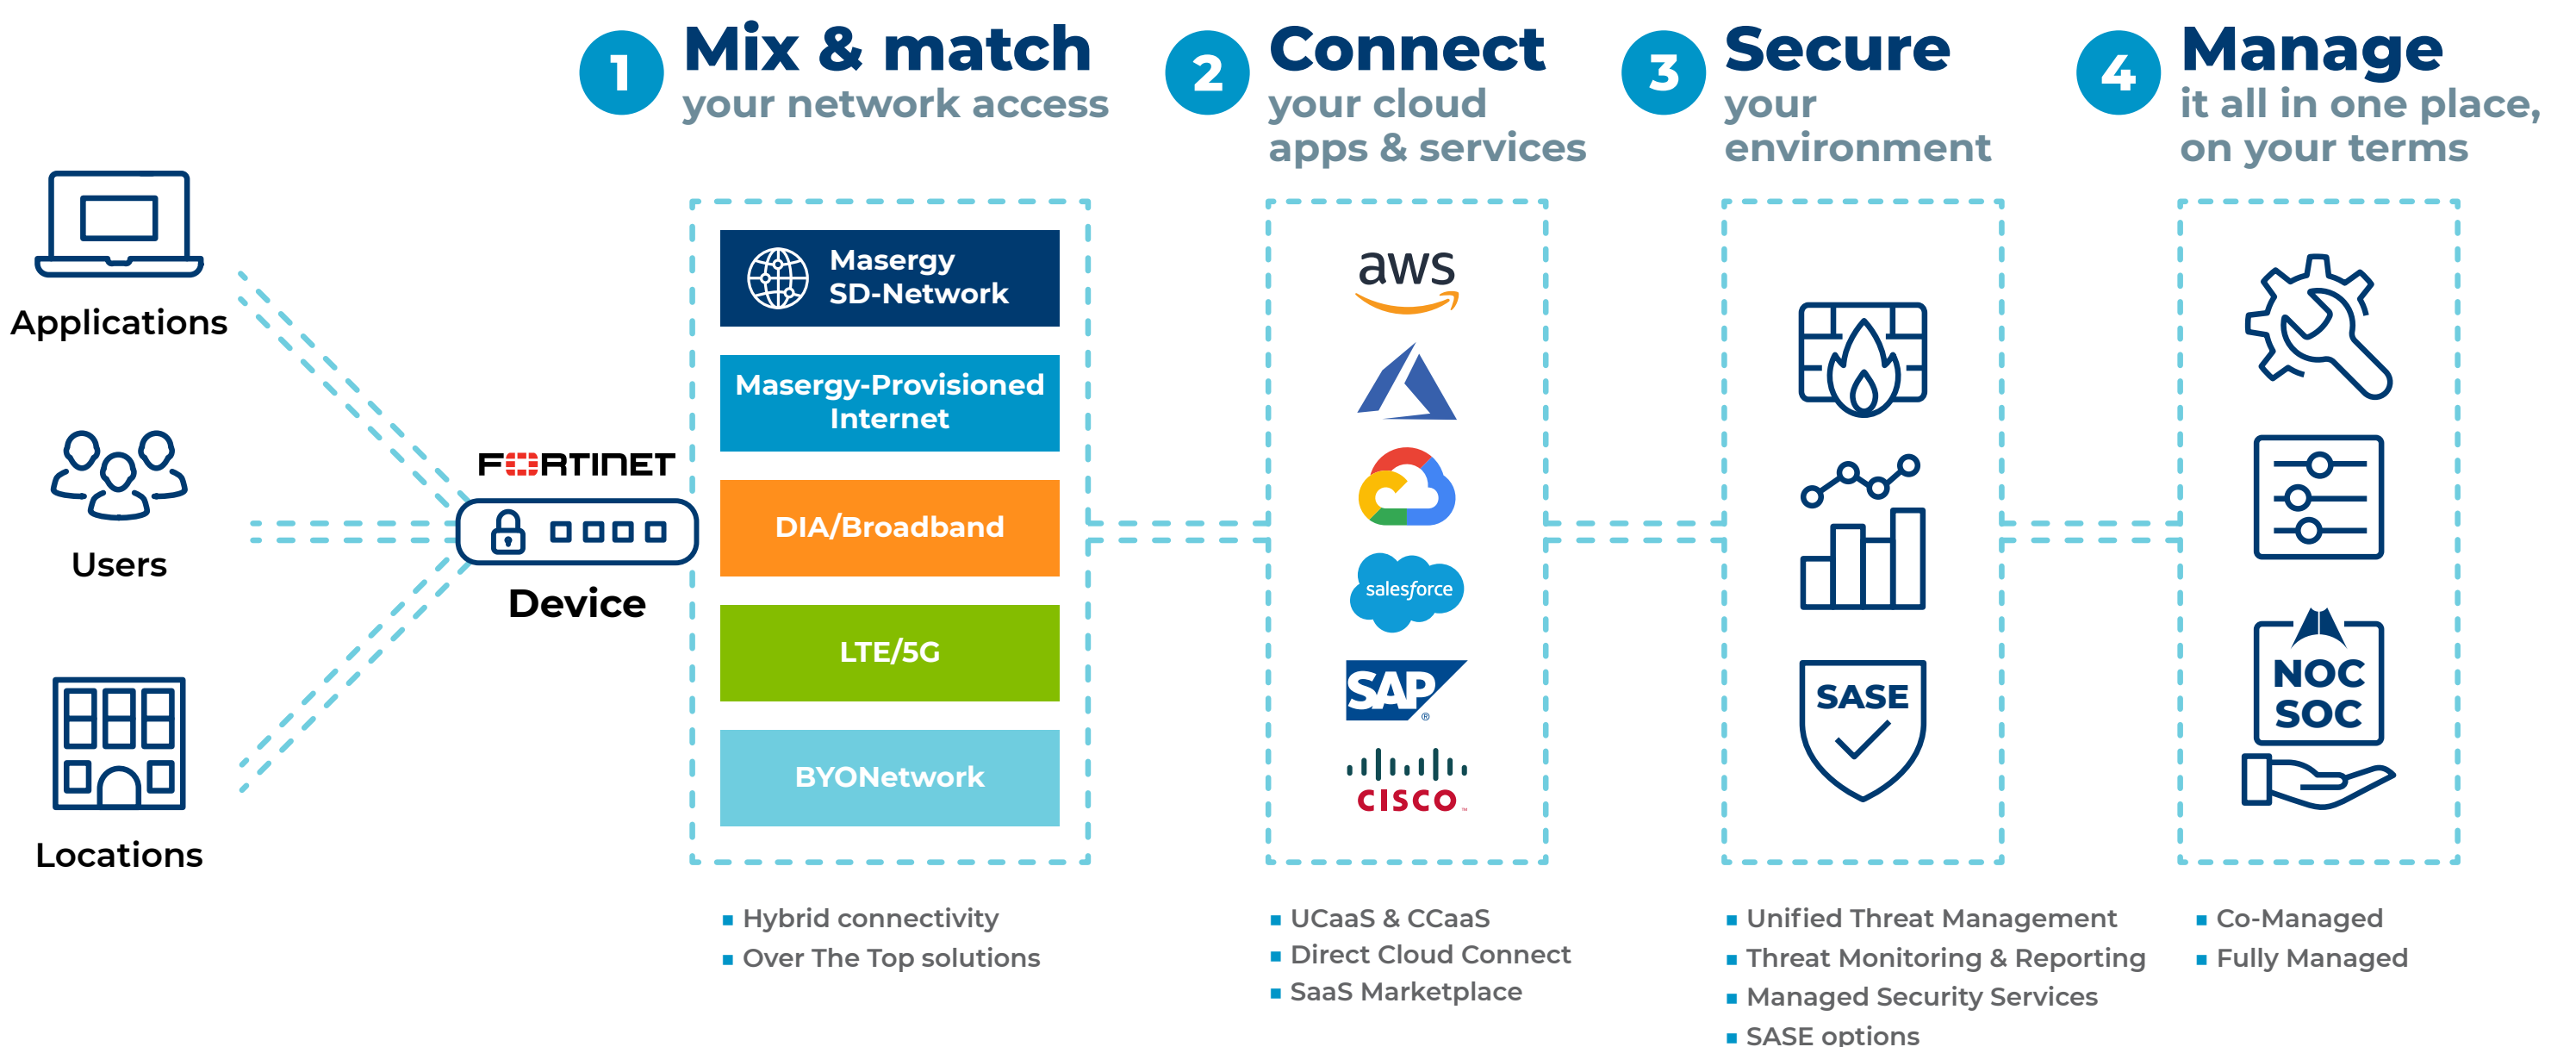 1
Mix & match
your network access
2
Connect
your cloud
apps & services
3
Secure
your
environment
4
Manage
it all in one place,
on your terms
Applications
Users
Locations
FORTINET
Device
Masergy
SD-Network
Masergy-Provisioned
Internet
DIA/Broadband
LTE/5G
BYONetwork
aws
salesforce
SAP®
CISCO™
SASE
NOC
SOC
▪ Hybrid connectivity
▪ Over The Top solutions
▪ UCaaS & CCaaS
▪ Direct Cloud Connect
▪ SaaS Marketplace
▪ Unified Threat Management
▪ Threat Monitoring & Reporting
▪ Managed Security Services
▪ SASE options
▪ Co-Managed
▪ Fully Managed